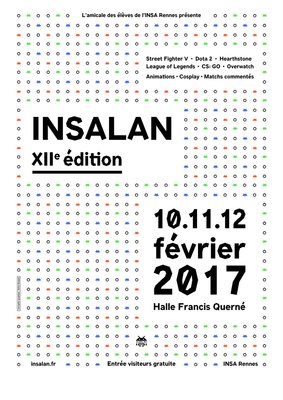 L'amicale des élèves de l'INSA Rennes présente
Street Fighter V • Dota 2 • Hearthstone
League of Legends • CS: GO • Overwatch
Animations • Cosplay • Matchs commentés
INSALAN
XIIᵉ édition
10.11.12
février
2017
Halle Francis Querné
insalan.fr
Entrée visiteurs gratuite
INSA Rennes